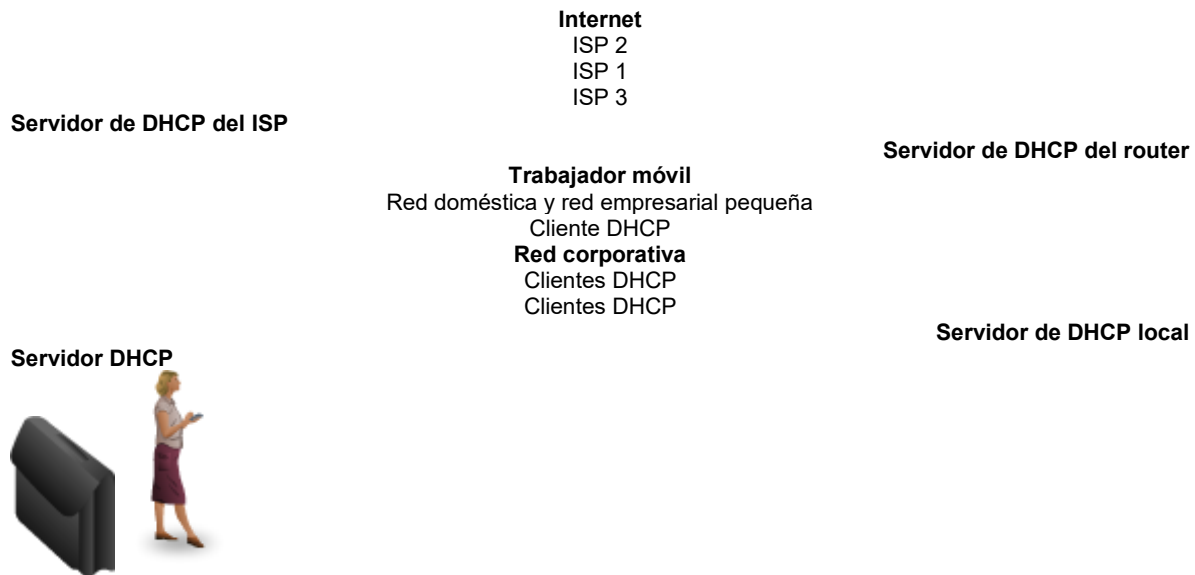 Internet
ISP 2
ISP 1
ISP 3
Servidor de DHCP del ISP
Servidor de DHCP del router
Trabajador móvil
Red doméstica y red empresarial pequeña
Cliente DHCP
Red corporativa
Clientes DHCP
Clientes DHCP
Servidor de DHCP local
Servidor DHCP